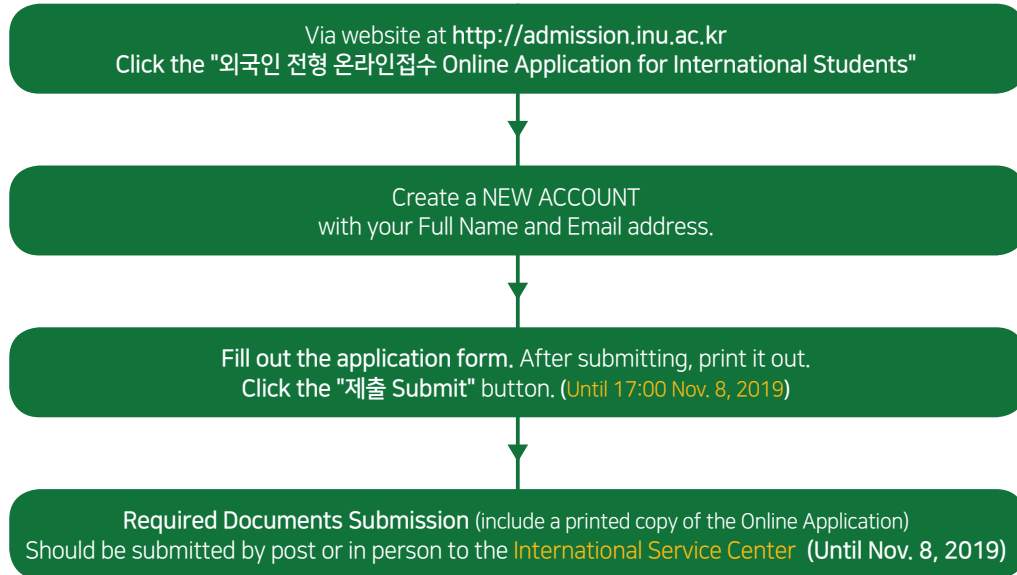 Via website at http://admission.inu.ac.kr
Click the "외국인 전형 온라인접수 Online Application for International Students"
Create a NEW ACCOUNT
with your Full Name and Email address.
Fill out the application form. After submitting, print it out.
Click the "제출 Submit" button. (Until 17:00 Nov. 8, 2019)
Required Documents Submission (include a printed copy of the Online Application)
Should be submitted by post or in person to the International Service Center (Until Nov. 8, 2019)